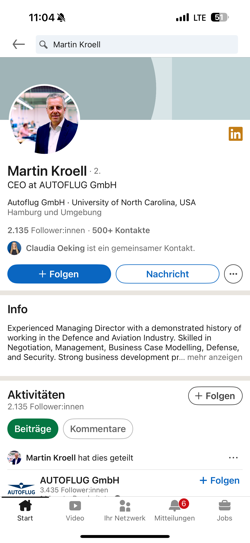 11:04
LTE
5
Martin Kroell
in
Martin Kroell · 2.
CEO at AUTOFLUG GmbH
Autoflug GmbH · University of North Carolina, USA
Hamburg und Umgebung
2.135 Follower:innen · 500+ Kontakte
Claudia Oeking ist ein gemeinsamer Kontakt.
+ Folgen
Nachricht
Info
Experienced Managing Director with a demonstrated history of
working in the Defence and Aviation Industry. Skilled in
Negotiation, Management, Business Case Modelling, Defense,
and Security. Strong business development pr... mehr anzeigen
Aktivitäten
2.135 Follower:innen
+ Folgen
Beiträge
Kommentare
Martin Kroell hat dies geteilt
AUTOFLUG
AUTOFLUG GmbH
3.435 Follower:innen
+ Folgen
6
Start
Video
Ihr Netzwerk
Mitteilungen
Jobs